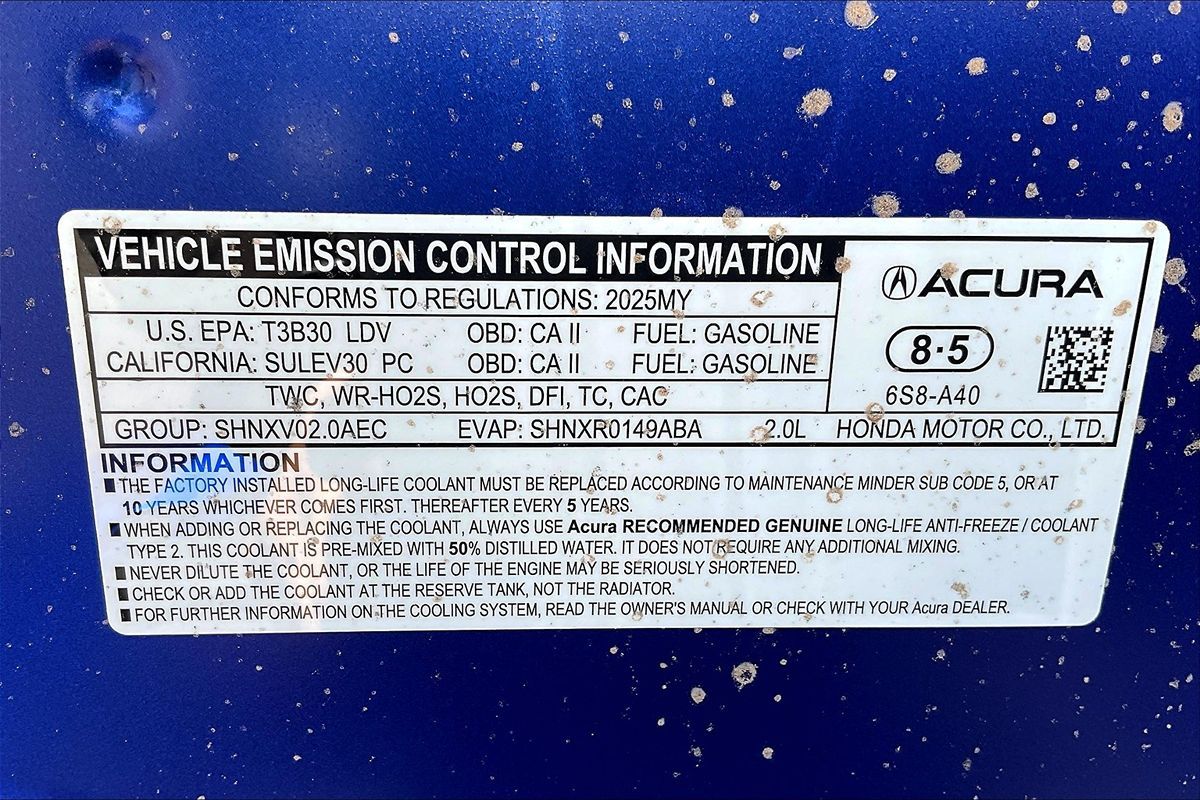 VEHICLE EMISSION CONTROL INFORMATION
CONFORMS TO REGULATIONS: 2025MY
U.S. EPA: T3B30 LDV OBD: CA II FUEL: GASOLINE
CALIFORNIA: SULEV30 PC OBD: CA II FUEL: GASOLINE
TWC, WR-HO2S, HO2S, DFI, TC, CAC
ACURA
8·5
6S8-A40
GROUP: SHNXV02.0AEC EVAP: SHNXR0149ABA 2.0L HONDA MOTOR CO., LTD.
INFORMATION
■ THE FACTORY INSTALLED LONG-LIFE COOLANT MUST BE REPLACED ACCORDING TO MAINTENANCE MINDER SUB CODE 5, OR AT
10 YEARS WHICHEVER COMES FIRST. THEREAFTER EVERY 5 YEARS.
■ WHEN ADDING OR REPLACING THE COOLANT, ALWAYS USE Acura RECOMMENDED GENUINE LONG-LIFE ANTI-FREEZE / COOLANT
TYPE 2. THIS COOLANT IS PRE-MIXED WITH 50% DISTILLED WATER. IT DOES NOT REQUIRE ANY ADDITIONAL MIXING.
■ NEVER DILUTE THE COOLANT, OR THE LIFE OF THE ENGINE MAY BE SERIOUSLY SHORTENED.
■ CHECK OR ADD THE COOLANT AT THE RESERVE TANK, NOT THE RADIATOR.
■ FOR FURTHER INFORMATION ON THE COOLING SYSTEM, READ THE OWNER'S MANUAL OR CHECK WITH YOUR Acura DEALER.